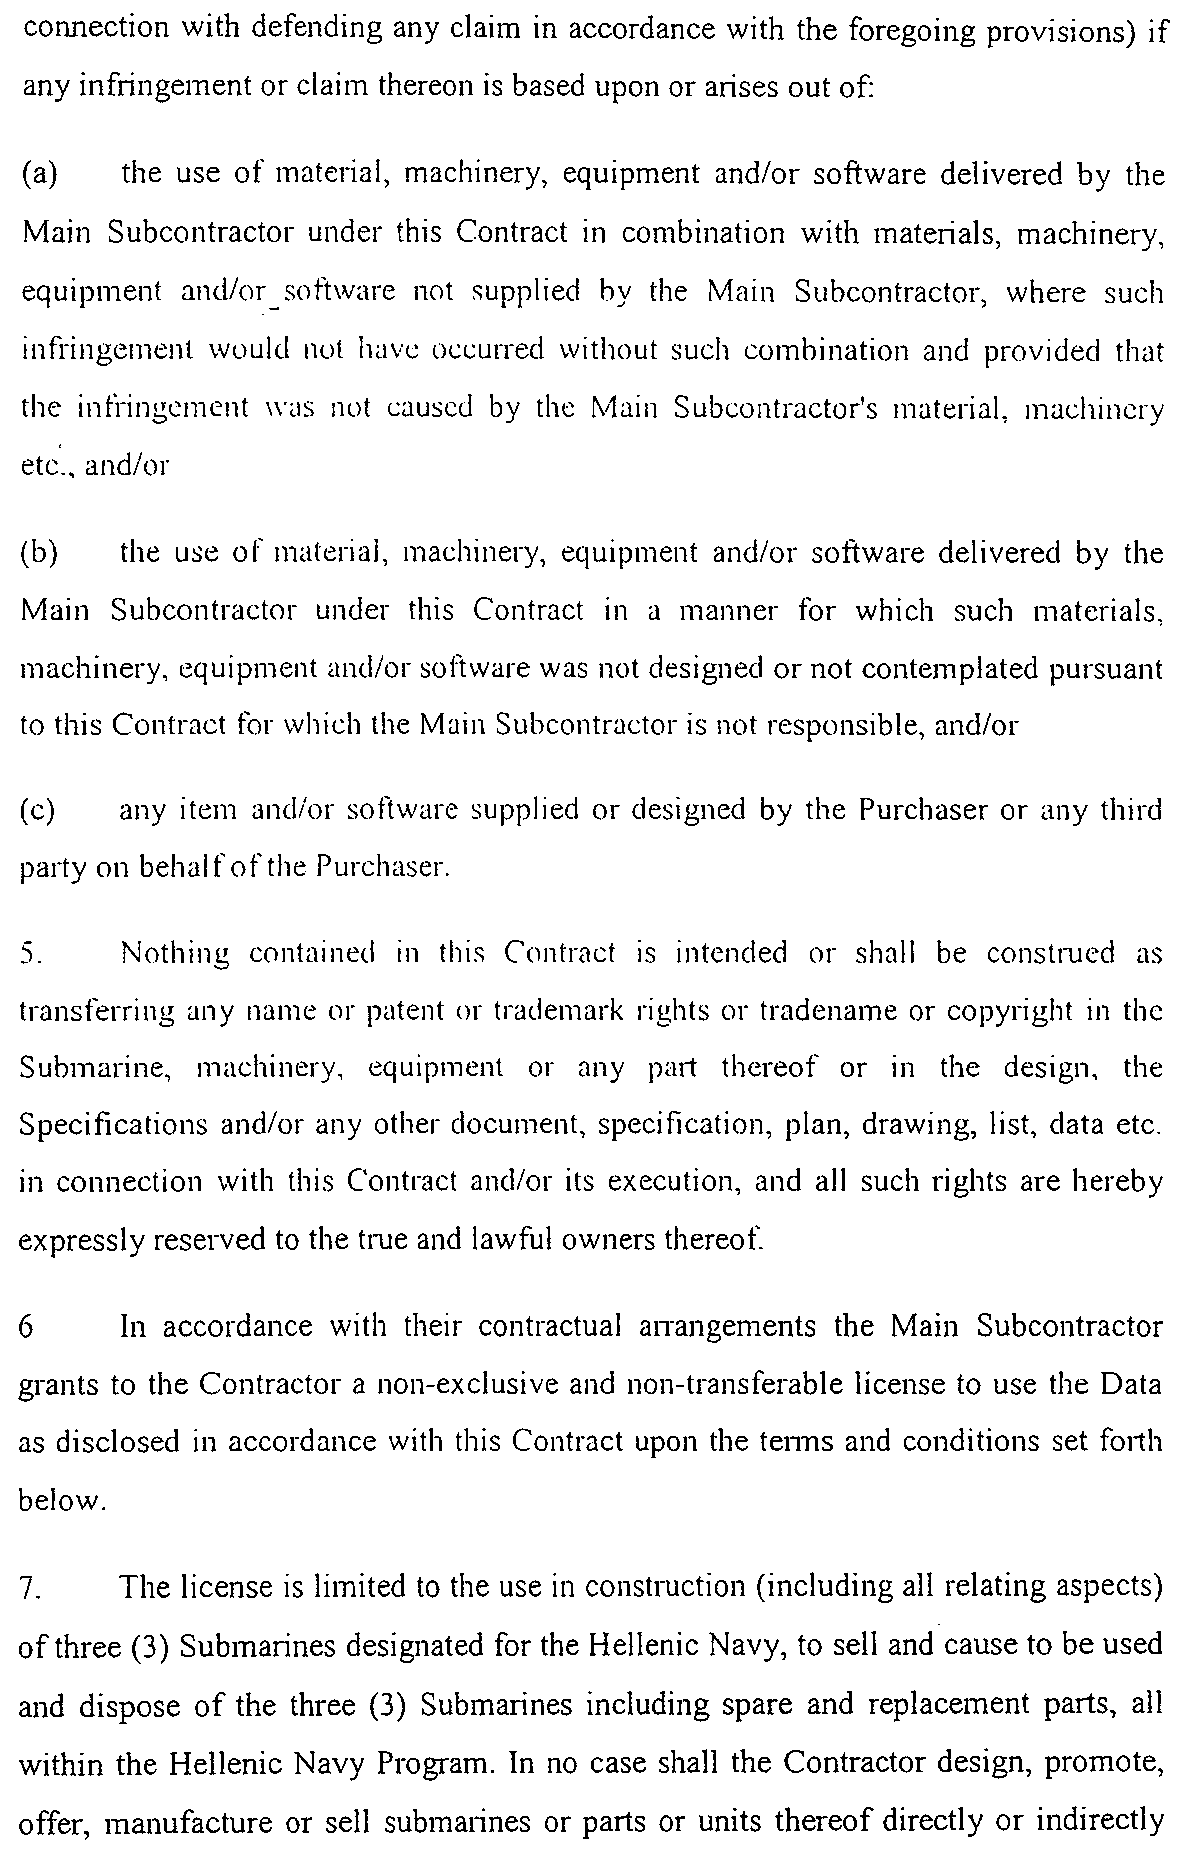 connection with defending any claim in accordance with the foregoing provisions) if
any infringement or claim thereon is based upon or arises out of:
(a) the use of material, machinery, equipment and/or software delivered by the
Main Subcontractor under this Contract in combination with materials, machinery,
equipment and/or software not supplied by the Main Subcontractor, where such
infringement would not have occurred without such combination and provided that
the infringement was not caused by the Main Subcontractor's material, machinery
etc., and/or
(b) the use of material, machinery, equipment and/or software delivered by the
Main Subcontractor under this Contract in a manner for which such materials,
machinery, equipment and/or software was not designed or not contemplated pursuant
to this Contract for which the Main Subcontractor is not responsible, and/or
(c) any item and/or software supplied or designed by the Purchaser or any third
party on behalf of the Purchaser.
5. Nothing contained in this Contract is intended or shall be construed as
transferring any name or patent or trademark rights or tradename or copyright in the
Submarine, machinery, equipment or any part thereof or in the design, the
Specifications and/or any other document, specification, plan, drawing, list, data etc.
in connection with this Contract and/or its execution, and all such rights are hereby
expressly reserved to the true and lawful owners thereof.
6 In accordance with their contractual arrangements the Main Subcontractor
grants to the Contractor a non-exclusive and non-transferable license to use the Data
as disclosed in accordance with this Contract upon the terms and conditions set forth
below.
7. The license is limited to the use in construction (including all relating aspects)
of three (3) Submarines designated for the Hellenic Navy, to sell and cause to be used
and dispose of the three (3) Submarines including spare and replacement parts, all
within the Hellenic Navy Program. In no case shall the Contractor design, promote,
offer, manufacture or sell submarines or parts or units thereof directly or indirectly